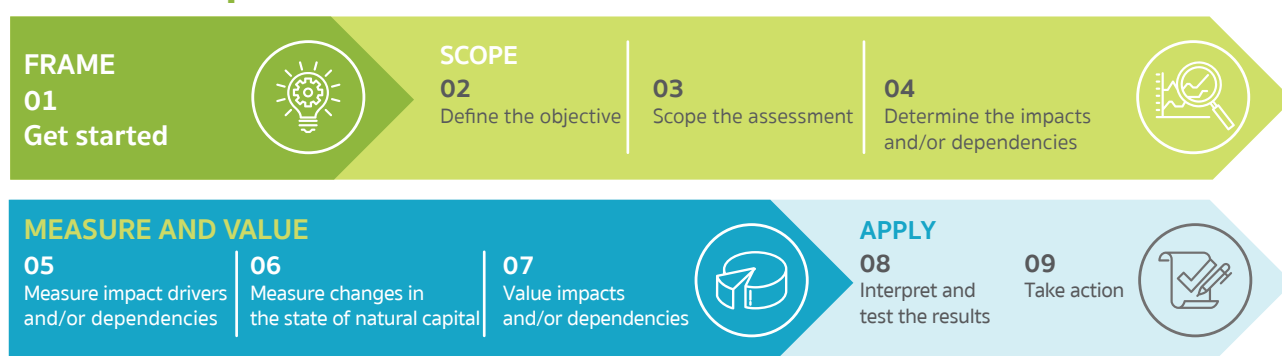 FRAME
01
Get started
SCOPE
02
Define the objective
03
Scope the assessment
04
Determine the impacts
and/or dependencies
MEASURE AND VALUE
05
Measure impact drivers
and/or dependencies
06
Measure changes in
the state of natural capital
07
Value impacts
and/or dependencies
APPLY
08
Interpret and
test the results
09
Take action